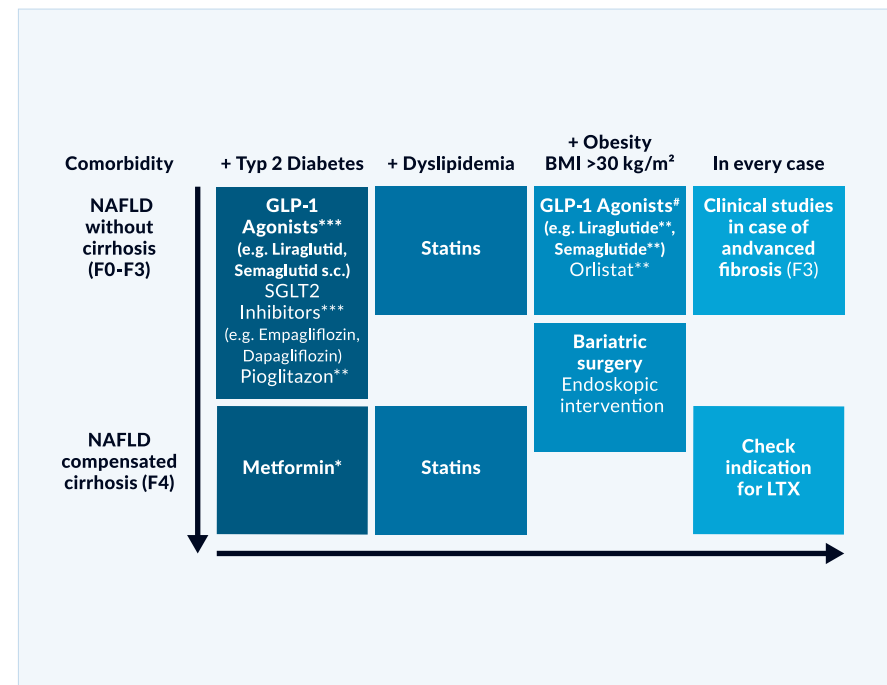 Comorbidity
+ Typ 2 Diabetes
+ Dyslipidemia
+ Obesity
BMI >30 kg/m²
In every case
NAFLD
without
cirrhosis
(F0-F3)
GLP-1
Agonists***
(e.g. Liraglutid,
Semaglutid s.c.)
SGLT2
Inhibitors***
(e.g. Empagliflozin,
Dapagliflozin)
Pioglitazon**
Statins
GLP-1 Agonists#
(e.g. Liraglutide**,
Semaglutide**)
Orlistat**
Clinical studies
in case of
andvanced
fibrosis (F3)
Bariatric
surgery
Endoskopic
intervention
NAFLD
compensated
cirrhosis (F4)
Metformin*
Statins
Check
indication
for LTX